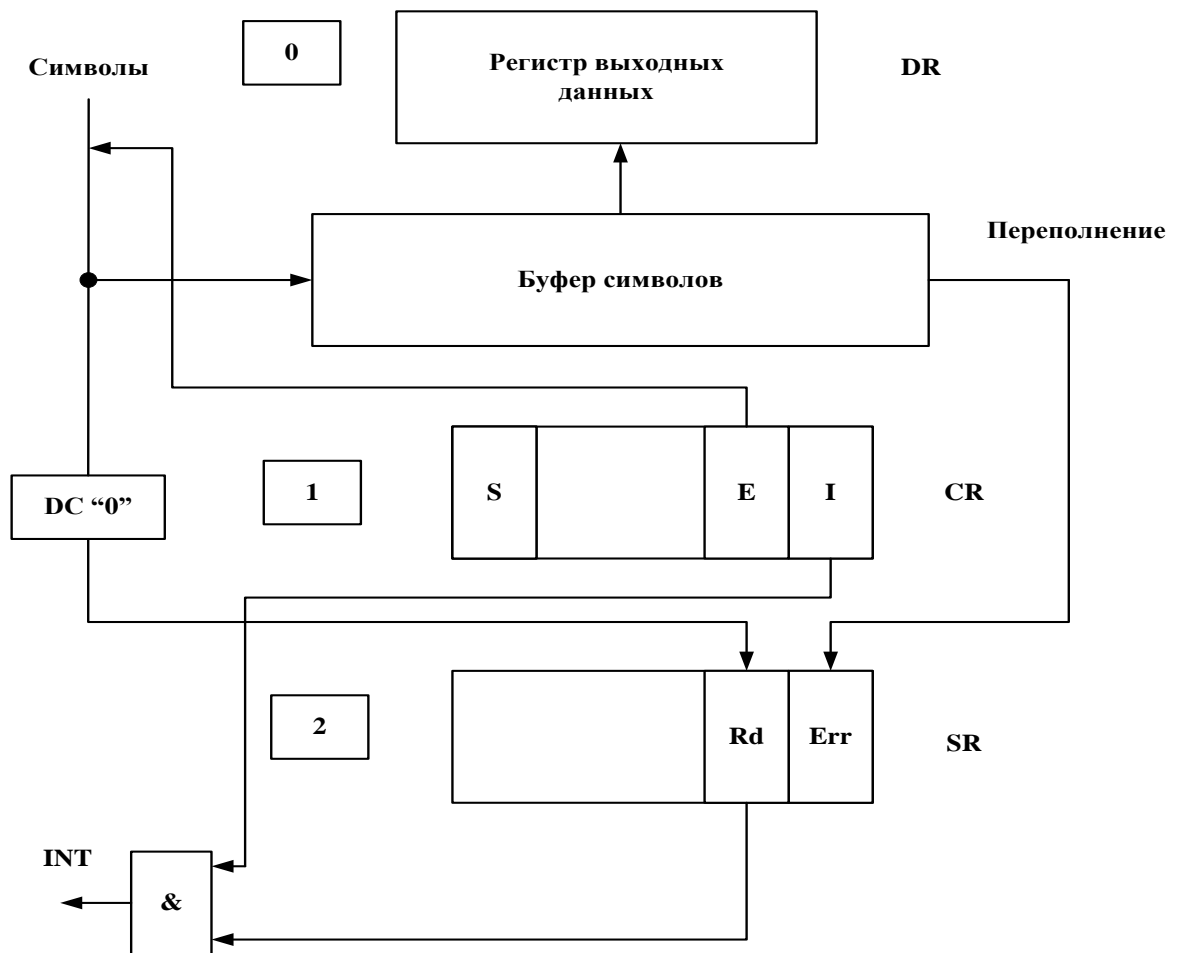 0
Символы
Регистр выходных
данных
DR
Переполнение
Буфер символов
DC “0”
1
S
E
I
CR
2
Rd
Err
SR
INT
&